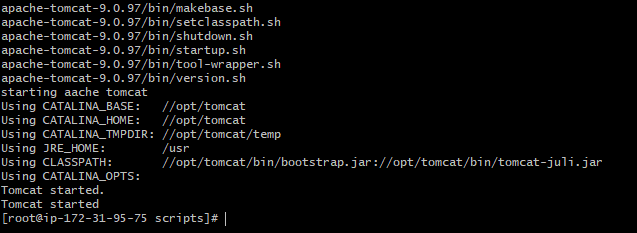 apache-tomcat-9.0.97/bin/makebase.sh
apache-tomcat-9.0.97/bin/setclasspath.sh
apache-tomcat-9.0.97/bin/shutdown.sh
apache-tomcat-9.0.97/bin/startup.sh
apache-tomcat-9.0.97/bin/tool-wrapper.sh
apache-tomcat-9.0.97/bin/version.sh
starting aache tomcat
Using CATALINA_BASE:   //opt/tomcat
Using CATALINA_HOME:   //opt/tomcat
Using CATALINA_TMPDIR: //opt/tomcat/temp
Using JRE_HOME:        /usr
Using CLASSPATH:       //opt/tomcat/bin/bootstrap.jar://opt/tomcat/bin/tomcat-juli.jar
Using CATALINA_OPTS:
Tomcat started.
Tomcat started
[root@ip-172-31-95-75 scripts]#